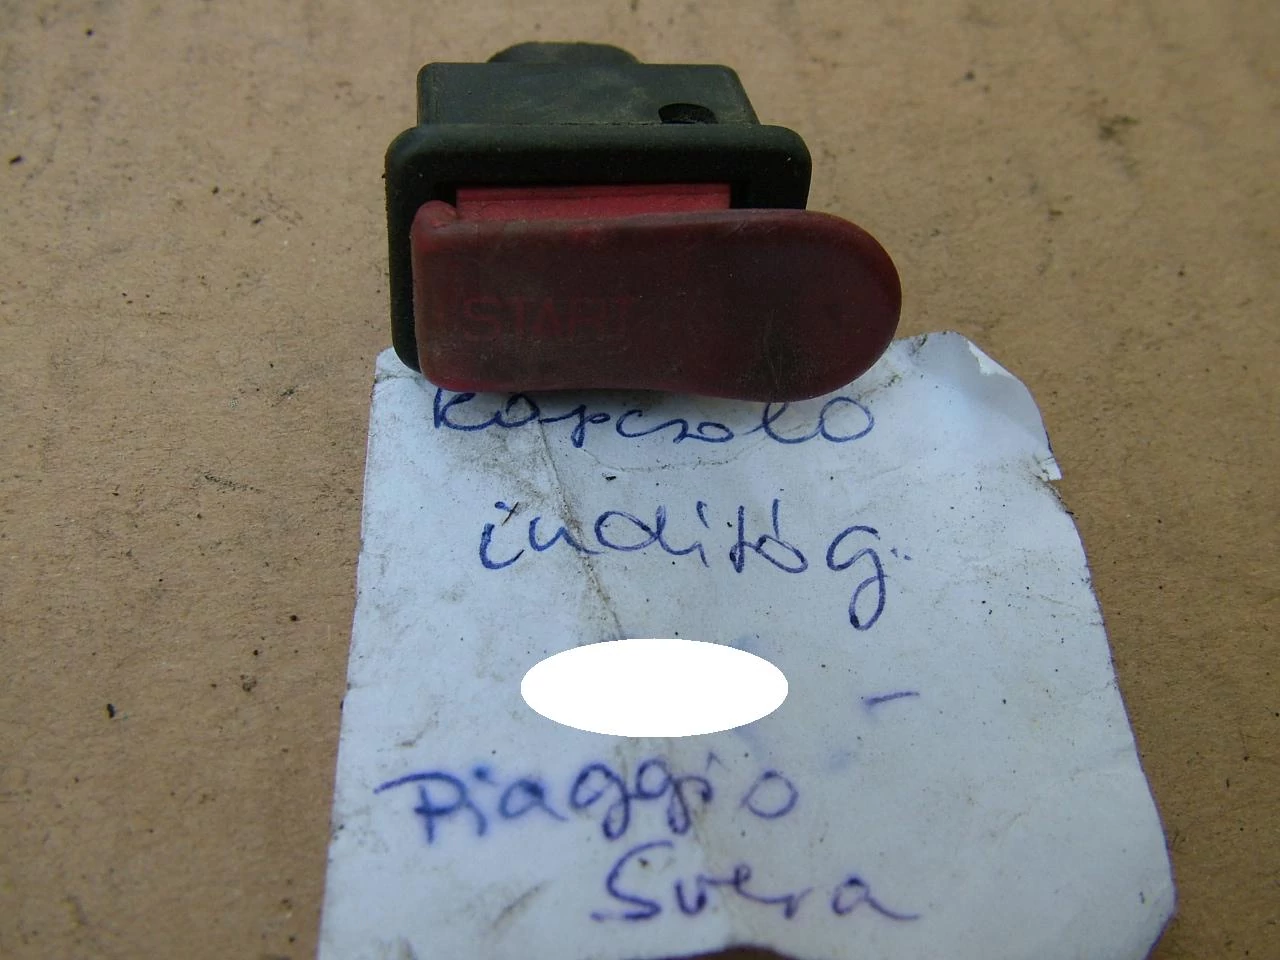 START
kapcsoló
indító g.
-
Piaggio
Svera